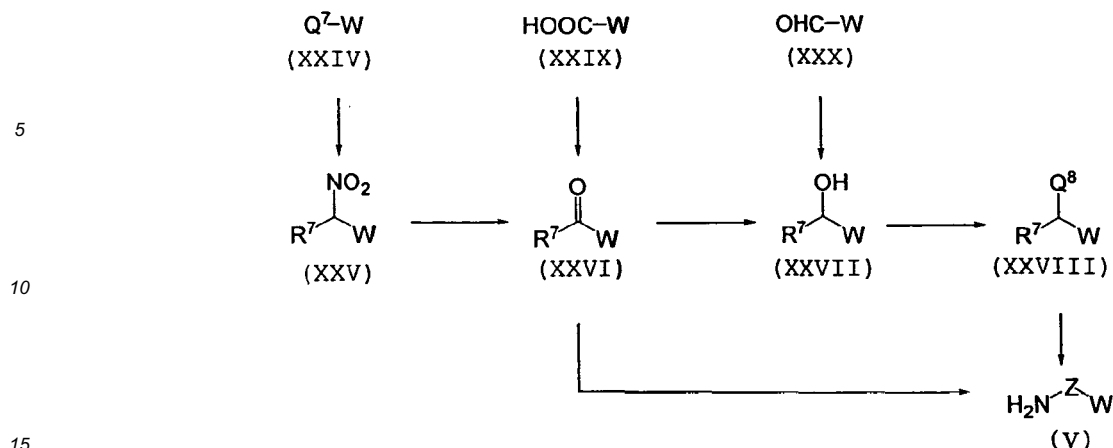 Q⁷–W HOOC–W OHC–W
(XXIV) (XXIX) (XXX)
5
NO₂ O OH Q⁸
R⁷ W R⁷ W R⁷ W R⁷ W
(XXV) (XXVI) (XXVII) (XXVIII)
10
H₂N Z W
(V)
15